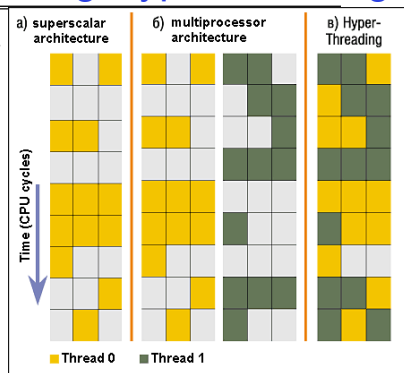 а) superscalar
architecture
б) multiprocessor
architecture
в) Hyper-
Threading
Time (CPU cycles)
Thread 0
Thread 1